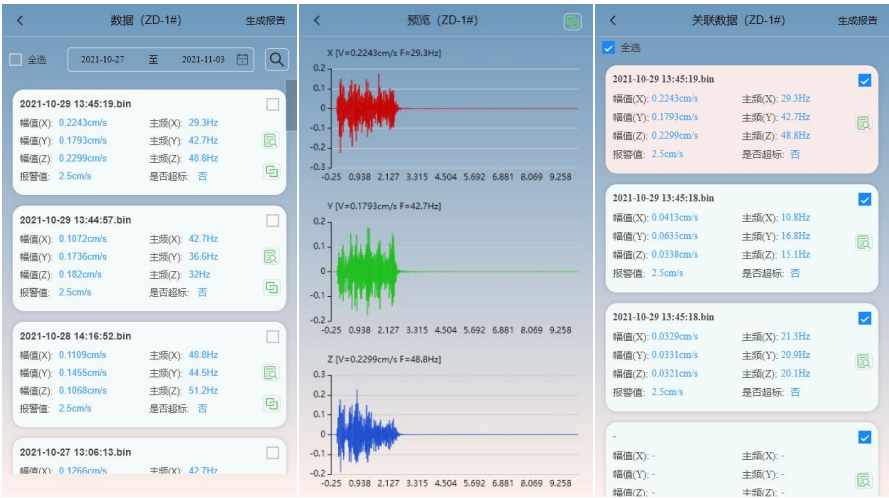 数据 (ZD-1#)
生成报告
全选
2021-10-27
至
2021-11-03
2021-10-29 13:45:19.bin
幅值(X): 0.2243cm/s 主频(X): 29.3Hz
幅值(Y): 0.1793cm/s 主频(Y): 42.7Hz
幅值(Z): 0.2299cm/s 主频(Z): 48.8Hz
报警值: 2.5cm/s 是否超标: 否
2021-10-29 13:44:57.bin
幅值(X): 0.1072cm/s 主频(X): 42.7Hz
幅值(Y): 0.1736cm/s 主频(Y): 36.6Hz
幅值(Z): 0.182cm/s 主频(Z): 32Hz
报警值: 2.5cm/s 是否超标: 否
2021-10-28 14:16:52.bin
幅值(X): 0.1109cm/s 主频(X): 48.8Hz
幅值(Y): 0.1455cm/s 主频(Y): 44.5Hz
幅值(Z): 0.1068cm/s 主频(Z): 51.2Hz
报警值: 2.5cm/s 是否超标: 否
2021-10-27 13:06:13.bin
幅值(X): 0.1266cm/s 主频(X): 42.7Hz
预览 (ZD-1#)
X [V=0.2243cm/s F=29.3Hz]
0.2
0.1
0
-0.1
-0.2
-0.3
-0.25 0.938 2.127 3.315 4.504 5.692 6.881 8.069 9.258
Y [V=0.1793cm/s F=42.7Hz]
0.2
0.1
0
-0.1
-0.2
-0.25 0.938 2.127 3.315 4.504 5.692 6.881 8.069 9.258
Z [V=0.2299cm/s F=48.8Hz]
0.3
0.2
0.1
0
-0.1
-0.2
-0.25 0.938 2.127 3.315 4.504 5.692 6.881 8.069 9.258
关联数据 (ZD-1#)
生成报告
全选
2021-10-29 13:45:19.bin
幅值(X): 0.2243cm/s 主频(X): 29.3Hz
幅值(Y): 0.1793cm/s 主频(Y): 42.7Hz
幅值(Z): 0.2299cm/s 主频(Z): 48.8Hz
报警值: 2.5cm/s 是否超标: 否
2021-10-29 13:45:18.bin
幅值(X): 0.0413cm/s 主频(X): 10.8Hz
幅值(Y): 0.0635cm/s 主频(Y): 16.8Hz
幅值(Z): 0.0338cm/s 主频(Z): 15.1Hz
报警值: 2.5cm/s 是否超标: 否
2021-10-29 13:45:18.bin
幅值(X): 0.0329cm/s 主频(X): 21.3Hz
幅值(Y): 0.0331cm/s 主频(Y): 20.9Hz
幅值(Z): 0.0321cm/s 主频(Z): 20.1Hz
报警值: 2.5cm/s 是否超标: 否
-
幅值(X): - 主频(X): -
幅值(Y): - 主频(Y): -
幅值(Z): - 主频(Z): -